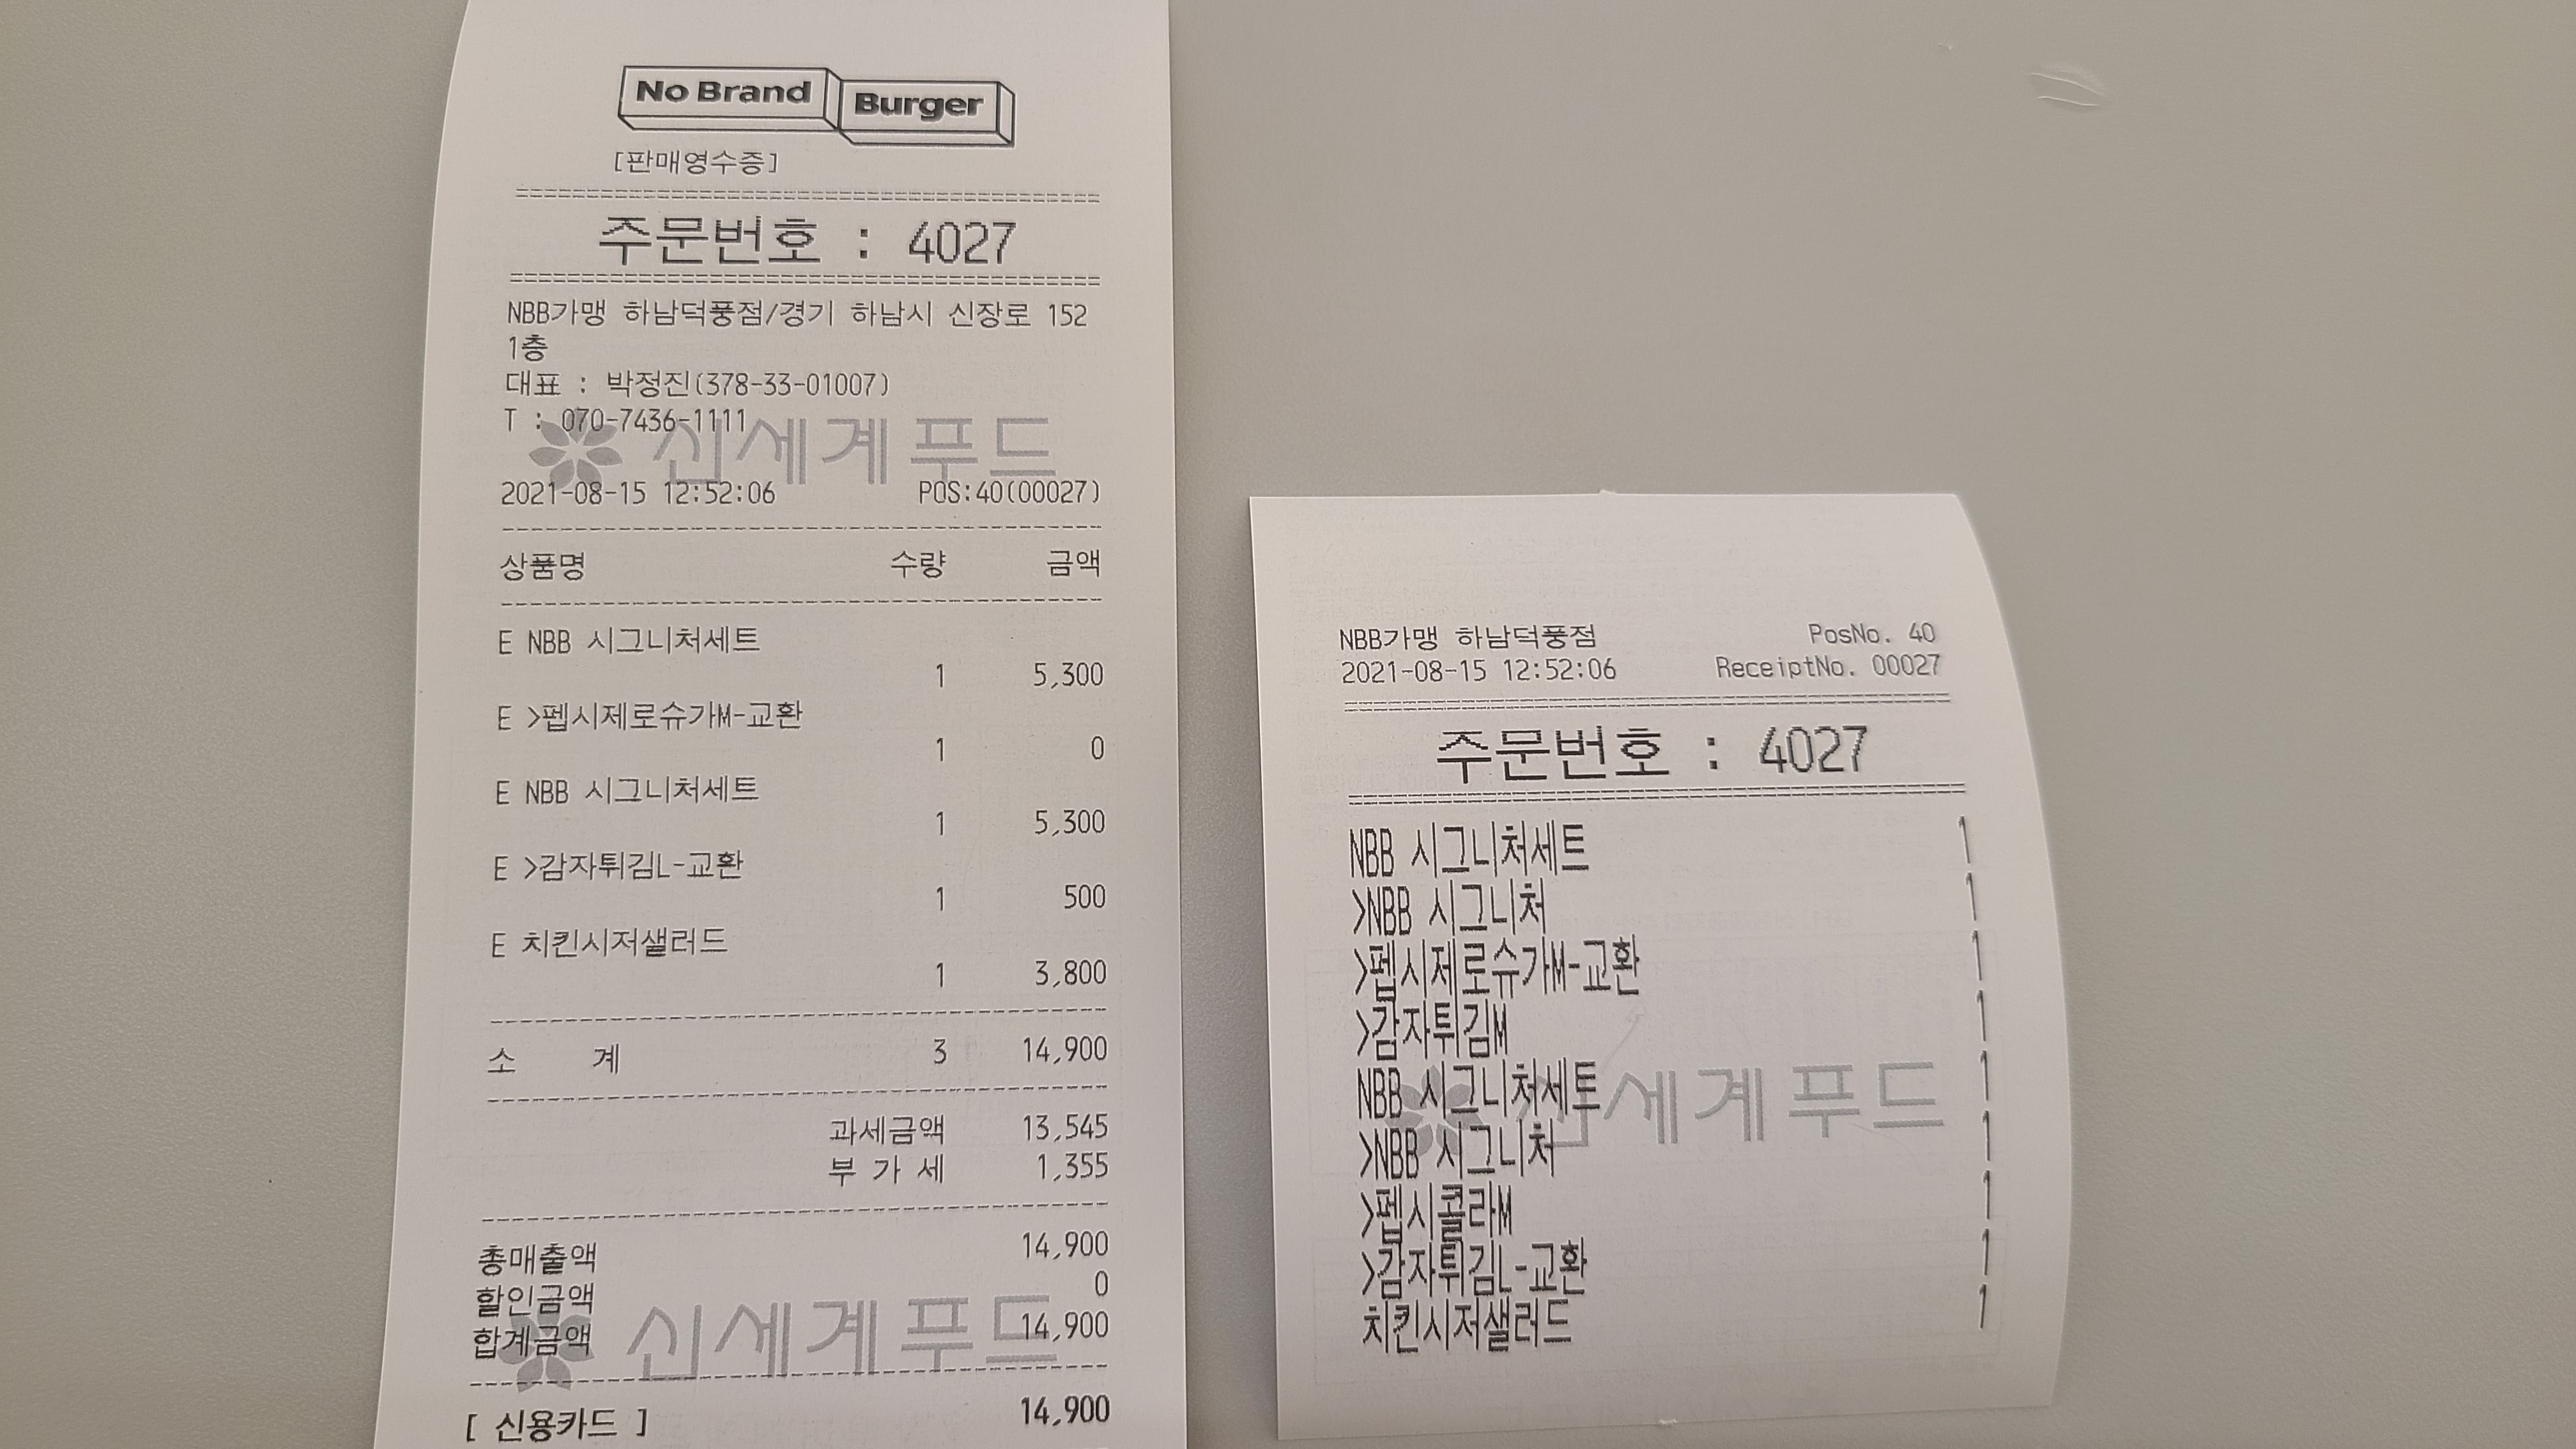 No Brand Burger
[판매영수증]
주문번호 : 4027
NBB가맹 하남덕풍점/경기 하남시 신장로 152
1층
대표 : 박정진(378-33-01007)
T : 070-7436-1111
신세계푸드
2021-08-15 12:52:06 POS:40(00027)
상품명 수량 금액
E NBB 시그니처세트
1 5,300
E >펩시제로슈가M-교환
1 0
E NBB 시그니처세트
1 5,300
E >감자튀김L-교환
1 500
E 치킨시저샐러드
1 3,800
소 계 3 14,900
과세금액 13,545
부 가 세 1,355
총매출액 14,900
할인금액 0
합계금액 14,900
신세계푸드
[ 신용카드 ] 14,900
NBB가맹 하남덕풍점 PosNo. 40
2021-08-15 12:52:06 ReceiptNo. 00027
주문번호 : 4027
NBB 시그니처세트 1
>NBB 시그니처 1
>펩시제로슈가M-교환 1
>감자튀김M 1
NBB 시그니처세트 1
신세계푸드
>NBB 시그니처 1
>펩시콜라M 1
>감자튀김L-교환 1
치킨시저샐러드 1